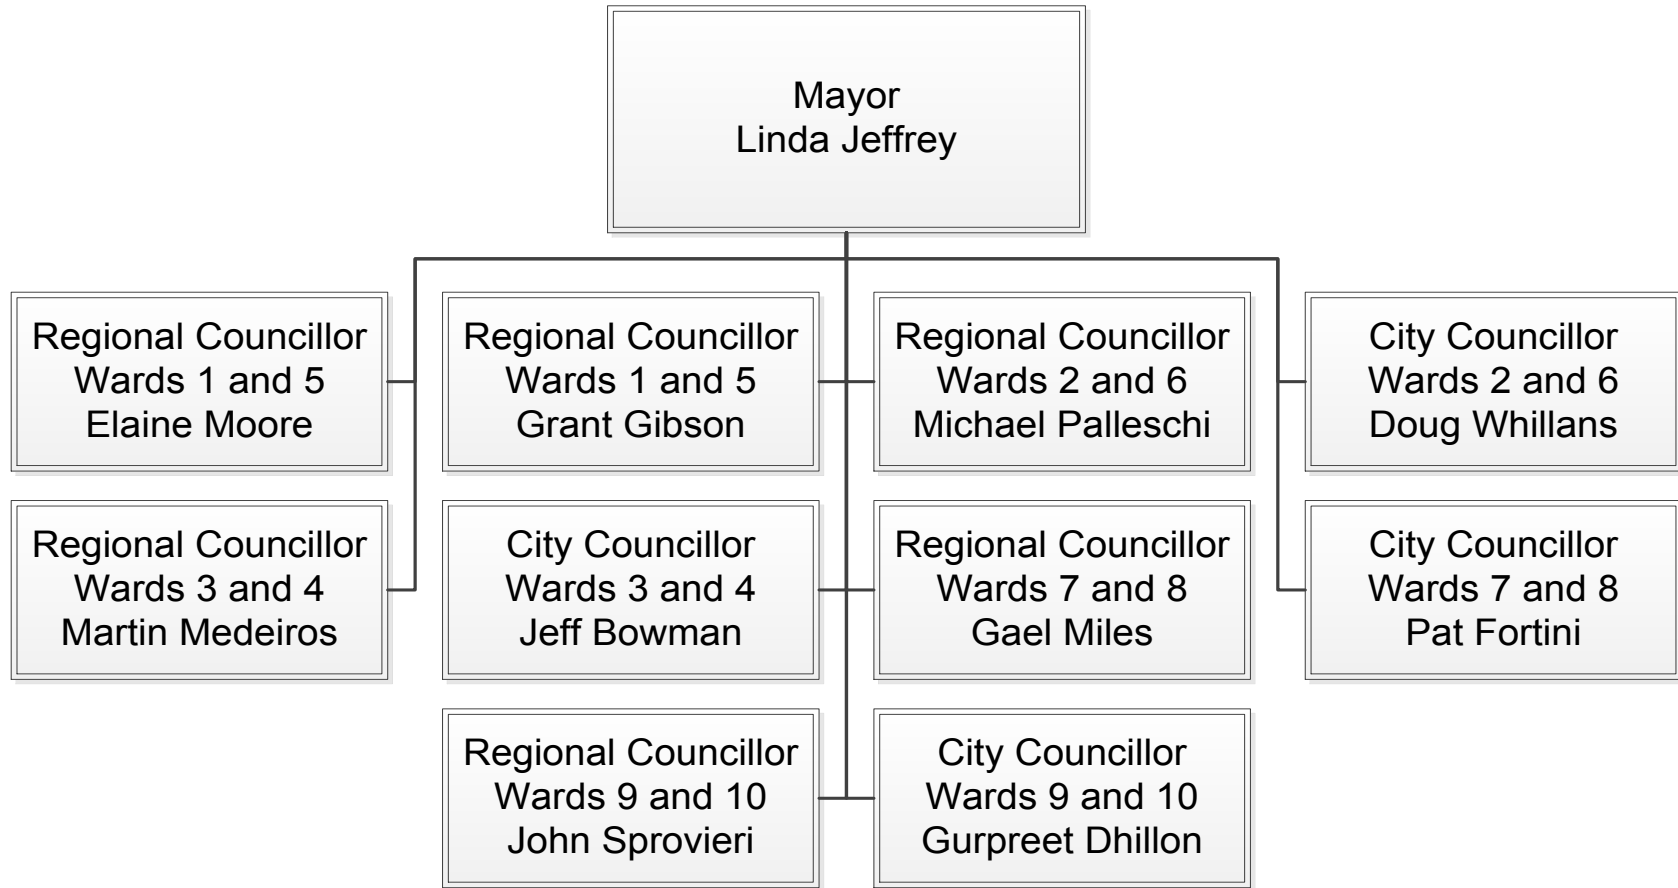 Mayor
Linda Jeffrey
Regional Councillor
Wards 1 and 5
Elaine Moore
Regional Councillor
Wards 1 and 5
Grant Gibson
Regional Councillor
Wards 2 and 6
Michael Palleschi
City Councillor
Wards 2 and 6
Doug Whillans
Regional Councillor
Wards 3 and 4
Martin Medeiros
City Councillor
Wards 3 and 4
Jeff Bowman
Regional Councillor
Wards 7 and 8
Gael Miles
City Councillor
Wards 7 and 8
Pat Fortini
Regional Councillor
Wards 9 and 10
John Sprovieri
City Councillor
Wards 9 and 10
Gurpreet Dhillon